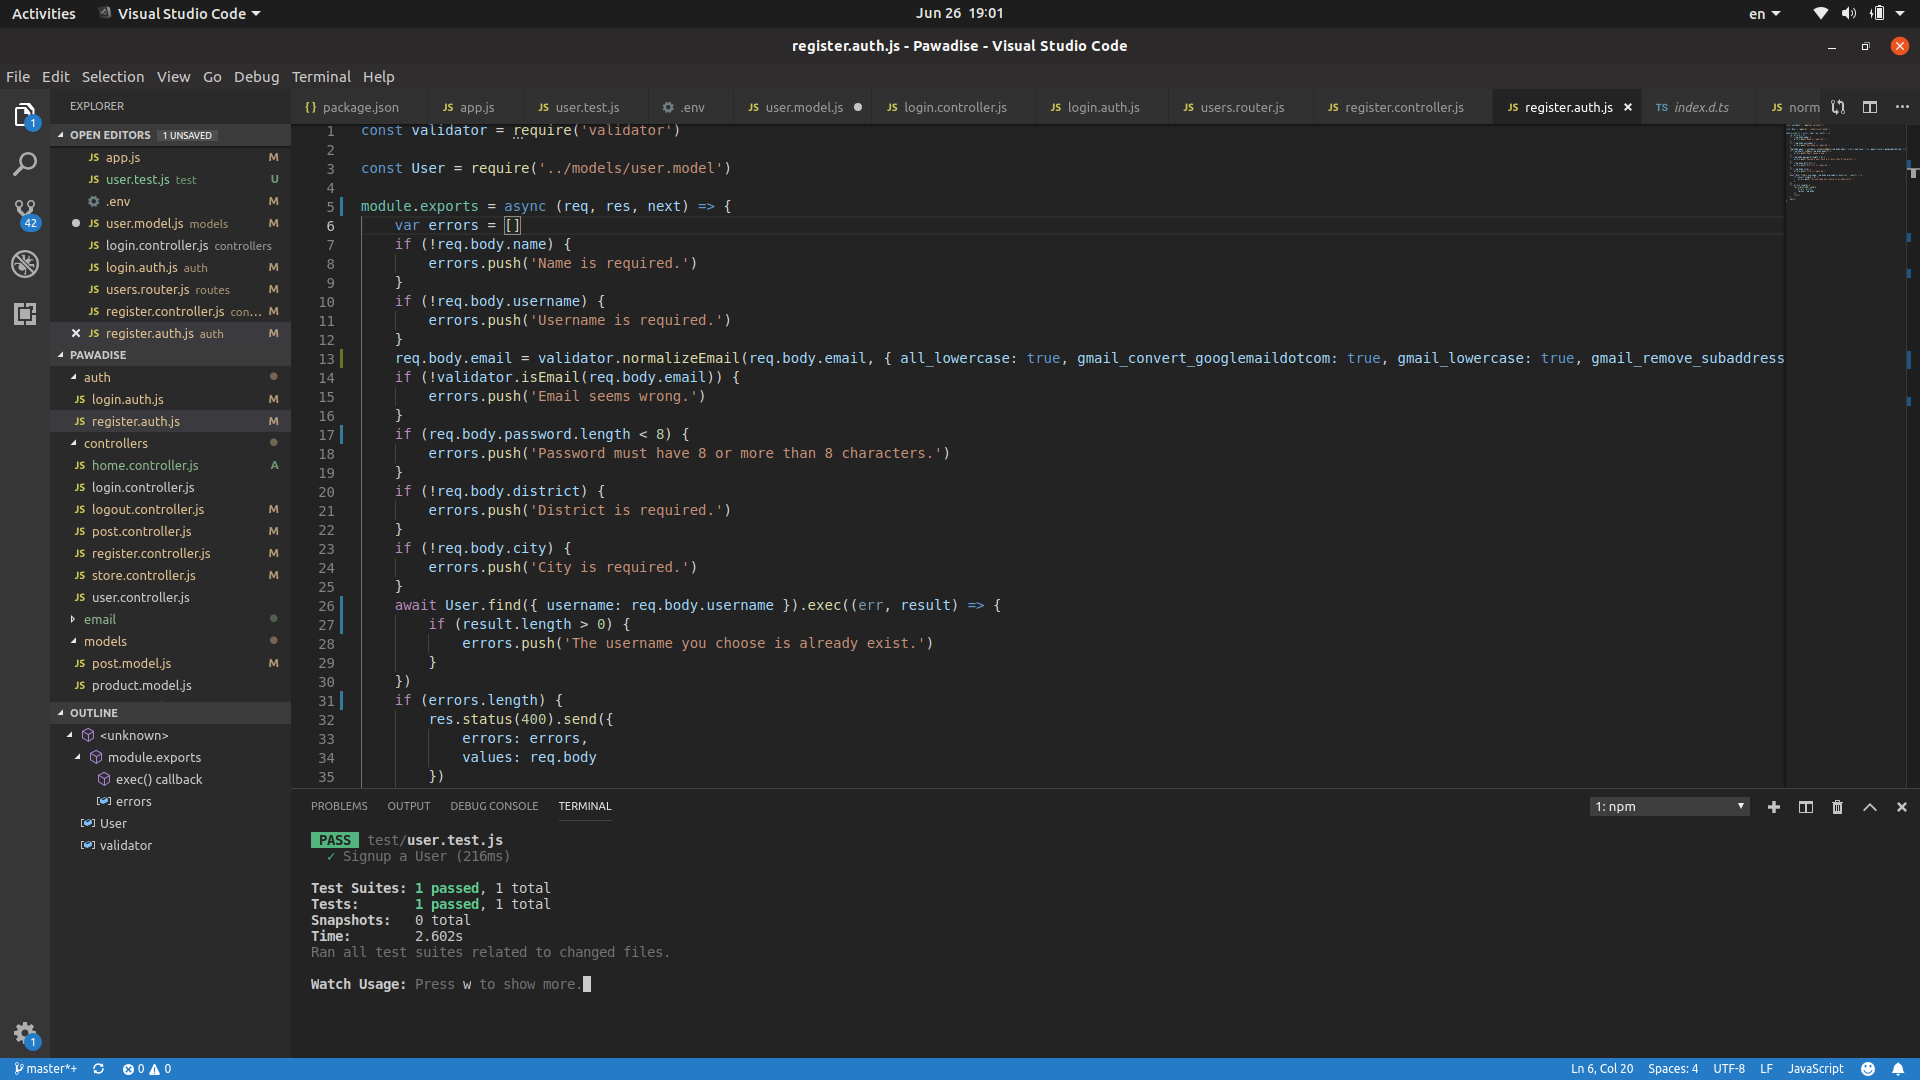 Activities
Visual Studio Code
Jun 26 19:01
en
register.auth.js - Pawadise - Visual Studio Code
File Edit Selection View Go Debug Terminal Help
EXPLORER
{} package.json
JS app.js
JS user.test.js
.env
JS user.model.js
JS login.controller.js
JS login.auth.js
JS users.router.js
JS register.controller.js
JS register.auth.js
TS index.d.ts
JS norm
1
42
OPEN EDITORS 1 UNSAVED
JS app.js M
JS user.test.js test U
.env M
JS user.model.js models M
JS login.controller.js controllers
JS login.auth.js auth M
JS users.router.js routes M
JS register.controller.js con... M
JS register.auth.js auth M
PAWADISE
auth
JS login.auth.js M
JS register.auth.js M
controllers
JS home.controller.js A
JS login.controller.js
JS logout.controller.js M
JS post.controller.js M
JS register.controller.js M
JS store.controller.js M
JS user.controller.js
email
models
JS post.model.js M
JS product.model.js
OUTLINE
<unknown>
module.exports
exec() callback
errors
User
validator
1
1 const validator = require('validator')
2
3 const User = require('../models/user.model')
4
5 module.exports = async (req, res, next) => {
6 var errors = []
7 if (!req.body.name) {
8 errors.push('Name is required.')
9 }
10 if (!req.body.username) {
11 errors.push('Username is required.')
12 }
13 req.body.email = validator.normalizeEmail(req.body.email, { all_lowercase: true, gmail_convert_googlemaildotcom: true, gmail_lowercase: true, gmail_remove_subaddress
14 if (!validator.isEmail(req.body.email)) {
15 errors.push('Email seems wrong.')
16 }
17 if (req.body.password.length < 8) {
18 errors.push('Password must have 8 or more than 8 characters.')
19 }
20 if (!req.body.district) {
21 errors.push('District is required.')
22 }
23 if (!req.body.city) {
24 errors.push('City is required.')
25 }
26 await User.find({ username: req.body.username }).exec((err, result) => {
27 if (result.length > 0) {
28 errors.push('The username you choose is already exist.')
29 }
30 })
31 if (errors.length) {
32 res.status(400).send({
33 errors: errors,
34 values: req.body
35 })
PROBLEMS OUTPUT DEBUG CONSOLE TERMINAL
1: npm
PASS test/user.test.js
✓ Signup a User (216ms)
Test Suites: 1 passed, 1 total
Tests: 1 passed, 1 total
Snapshots: 0 total
Time: 2.602s
Ran all test suites related to changed files.
Watch Usage: Press w to show more.
master*+ 0 0
Ln 6, Col 20 Spaces: 4 UTF-8 LF JavaScript